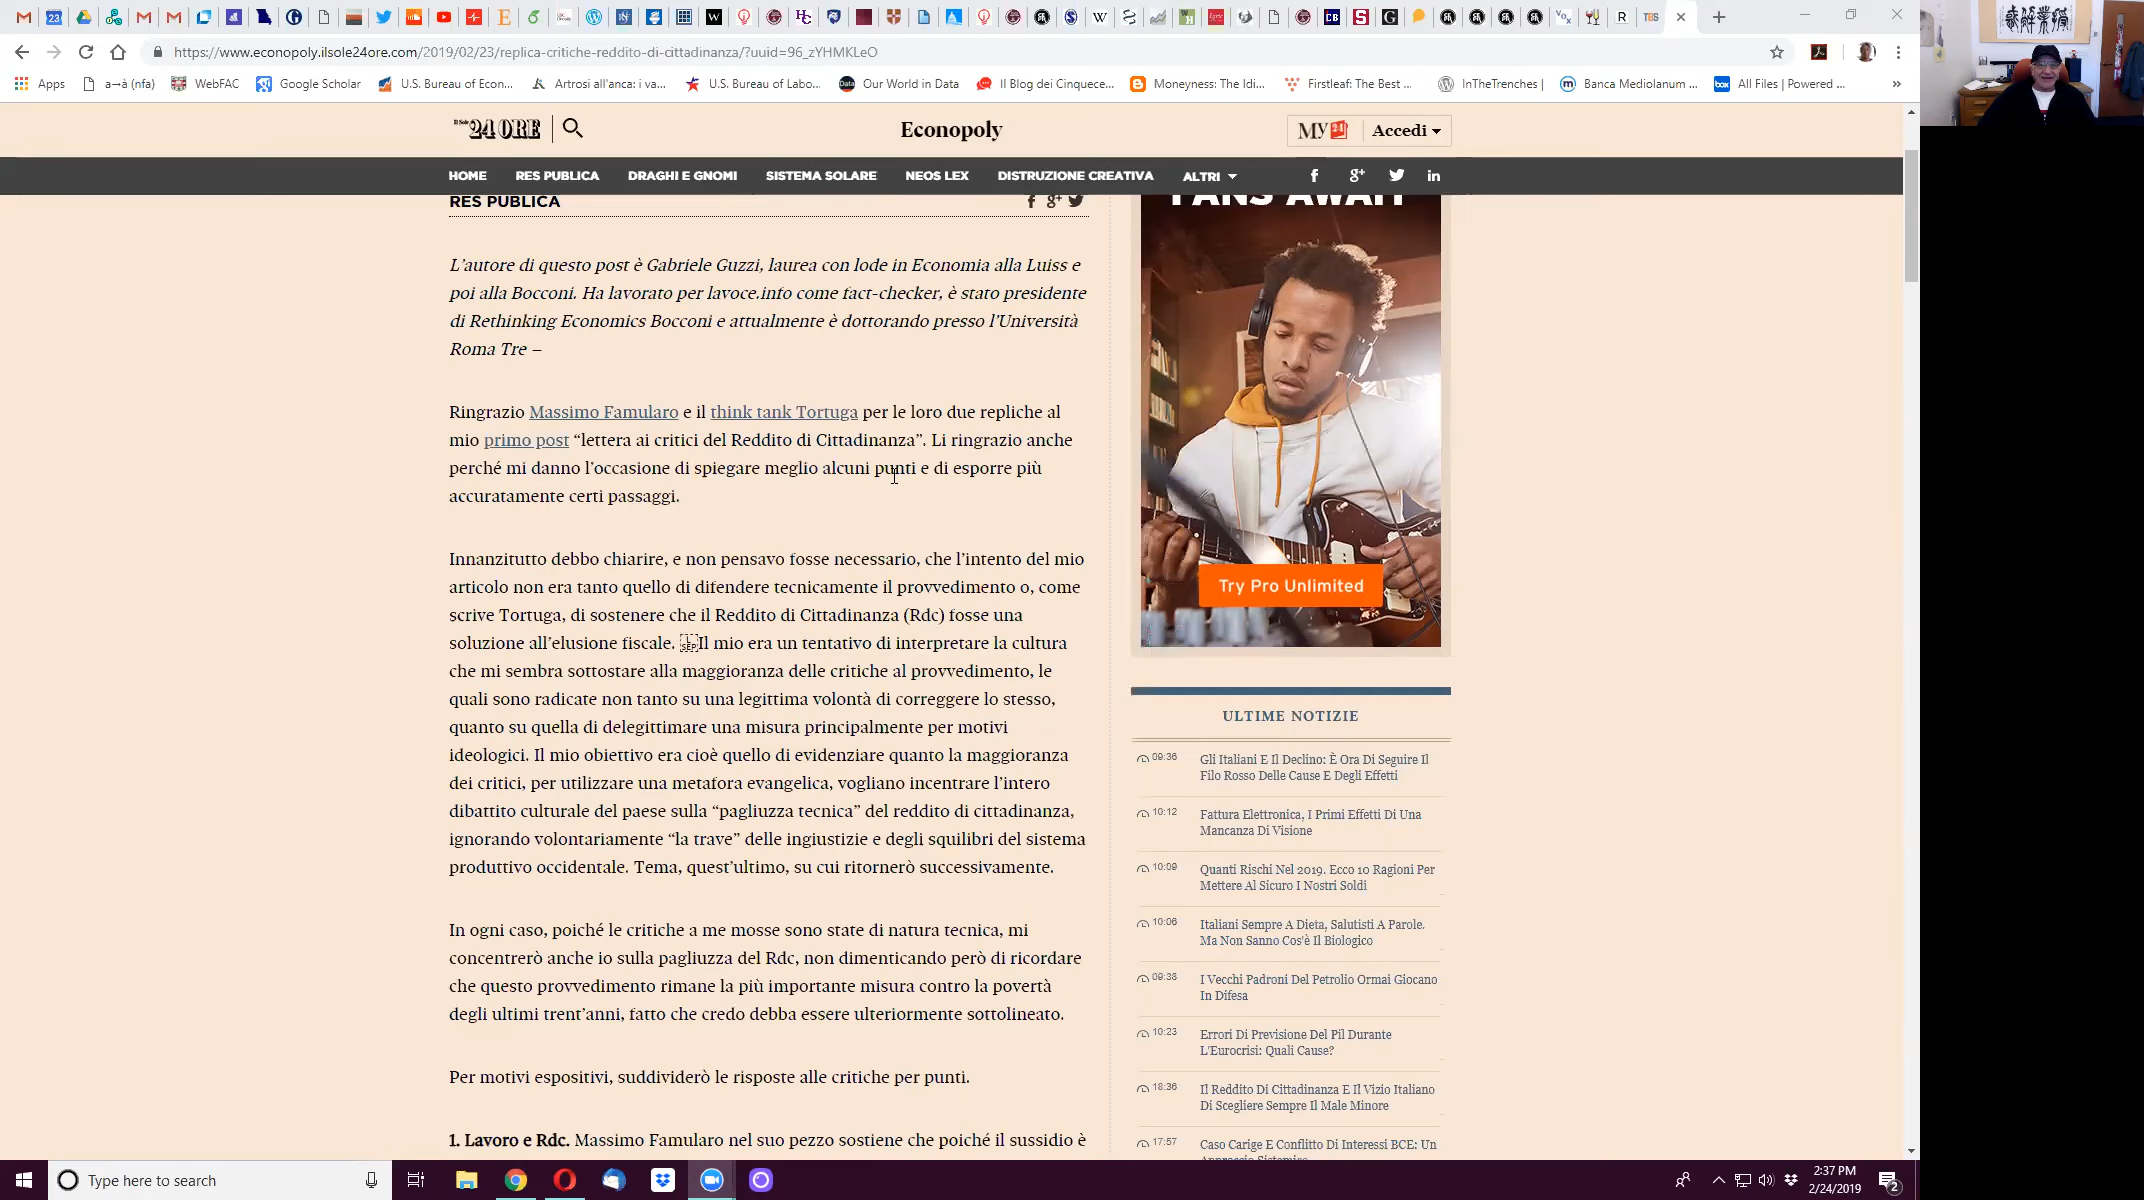 https://www.econopoly.ilsole24ore.com/2019/02/23/replica-critiche-reddito-di-cittadinanza/?uuid=96_zYHMKLeO
Apps
a→à (nfa)
WebFAC
Google Scholar
U.S. Bureau of Econ...
Artrosi all'anca: i va...
U.S. Bureau of Labo...
Our World in Data
Il Blog dei Cinquece...
Moneyness: The Idi...
Firstleaf: The Best ...
InTheTrenches |
Banca Mediolanum ...
All Files | Powered ...
»
Il Sole 24 ORE
Econopoly
MY24
Accedi
HOME
RES PUBLICA
DRAGHI E GNOMI
SISTEMA SOLARE
NEOS LEX
DISTRUZIONE CREATIVA
ALTRI
RES PUBLICA
L'autore di questo post è Gabriele Guzzi, laurea con lode in Economia alla Luiss e
poi alla Bocconi. Ha lavorato per lavoce.info come fact-checker, è stato presidente
di Rethinking Economics Bocconi e attualmente è dottorando presso l'Università
Roma Tre –
Ringrazio Massimo Famularo e il think tank Tortuga per le loro due repliche al
mio primo post “lettera ai critici del Reddito di Cittadinanza”. Li ringrazio anche
perché mi danno l'occasione di spiegare meglio alcuni punti e di esporre più
accuratamente certi passaggi.
Innanzitutto debbo chiarire, e non pensavo fosse necessario, che l'intento del mio
articolo non era tanto quello di difendere tecnicamente il provvedimento o, come
scrive Tortuga, di sostenere che il Reddito di Cittadinanza (Rdc) fosse una
soluzione all'elusione fiscale. Il mio era un tentativo di interpretare la cultura
che mi sembra sottostare alla maggioranza delle critiche al provvedimento, le
quali sono radicate non tanto su una legittima volontà di correggere lo stesso,
quanto su quella di delegittimare una misura principalmente per motivi
ideologici. Il mio obiettivo era cioè quello di evidenziare quanto la maggioranza
dei critici, per utilizzare una metafora evangelica, vogliano incentrare l'intero
dibattito culturale del paese sulla “pagliuzza tecnica” del reddito di cittadinanza,
ignorando volontariamente “la trave” delle ingiustizie e degli squilibri del sistema
produttivo occidentale. Tema, quest'ultimo, su cui ritornerò successivamente.
In ogni caso, poiché le critiche a me mosse sono state di natura tecnica, mi
concentrerò anche io sulla pagliuzza del Rdc, non dimenticando però di ricordare
che questo provvedimento rimane la più importante misura contro la povertà
degli ultimi trent'anni, fatto che credo debba essere ulteriormente sottolineato.
Per motivi espositivi, suddividerò le risposte alle critiche per punti.
1. Lavoro e Rdc. Massimo Famularo nel suo pezzo sostiene che poiché il sussidio è
FANS AWAIT
Try Pro Unlimited
ULTIME NOTIZIE
09:36
Gli Italiani E Il Declino: È Ora Di Seguire Il
Filo Rosso Delle Cause E Degli Effetti
10:12
Fattura Elettronica, I Primi Effetti Di Una
Mancanza Di Visione
10:09
Quanti Rischi Nel 2019. Ecco 10 Ragioni Per
Mettere Al Sicuro I Nostri Soldi
10:06
Italiani Sempre A Dieta, Salutisti A Parole.
Ma Non Sanno Cos'è Il Biologico
09:38
I Vecchi Padroni Del Petrolio Ormai Giocano
In Difesa
10:23
Errori Di Previsione Del Pil Durante
L'Eurocrisi: Quali Cause?
18:36
Il Reddito Di Cittadinanza E Il Vizio Italiano
Di Scegliere Sempre Il Male Minore
17:57
Caso Carige E Conflitto Di Interessi BCE: Un
Type here to search
2:37 PM
2/24/2019
2